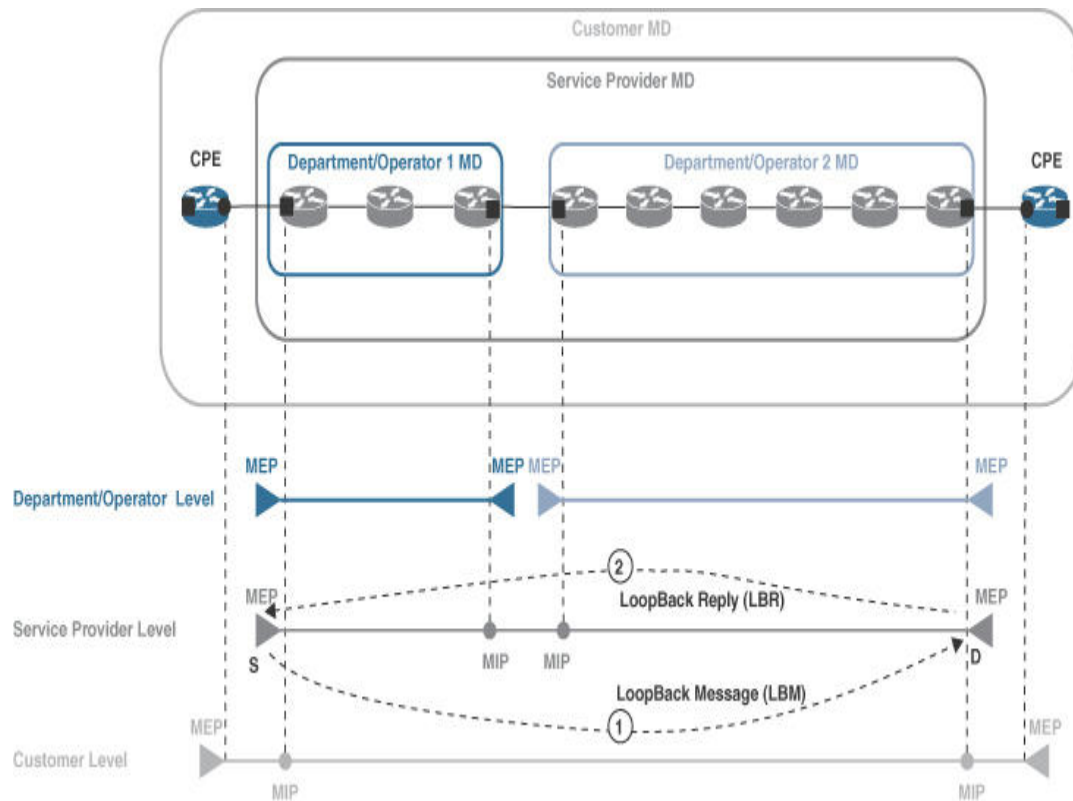 Customer MD
Service Provider MD
CPE
Department/Operator 1 MD
Department/Operator 2 MD
CPE
MEP
MEP
MEP
MEP
Department/Operator Level
2
MEP
LoopBack Reply (LBR)
MEP
Service Provider Level
S
MIP
MIP
D
LoopBack Message (LBM)
MEP
1
MEP
Customer Level
MIP
MIP